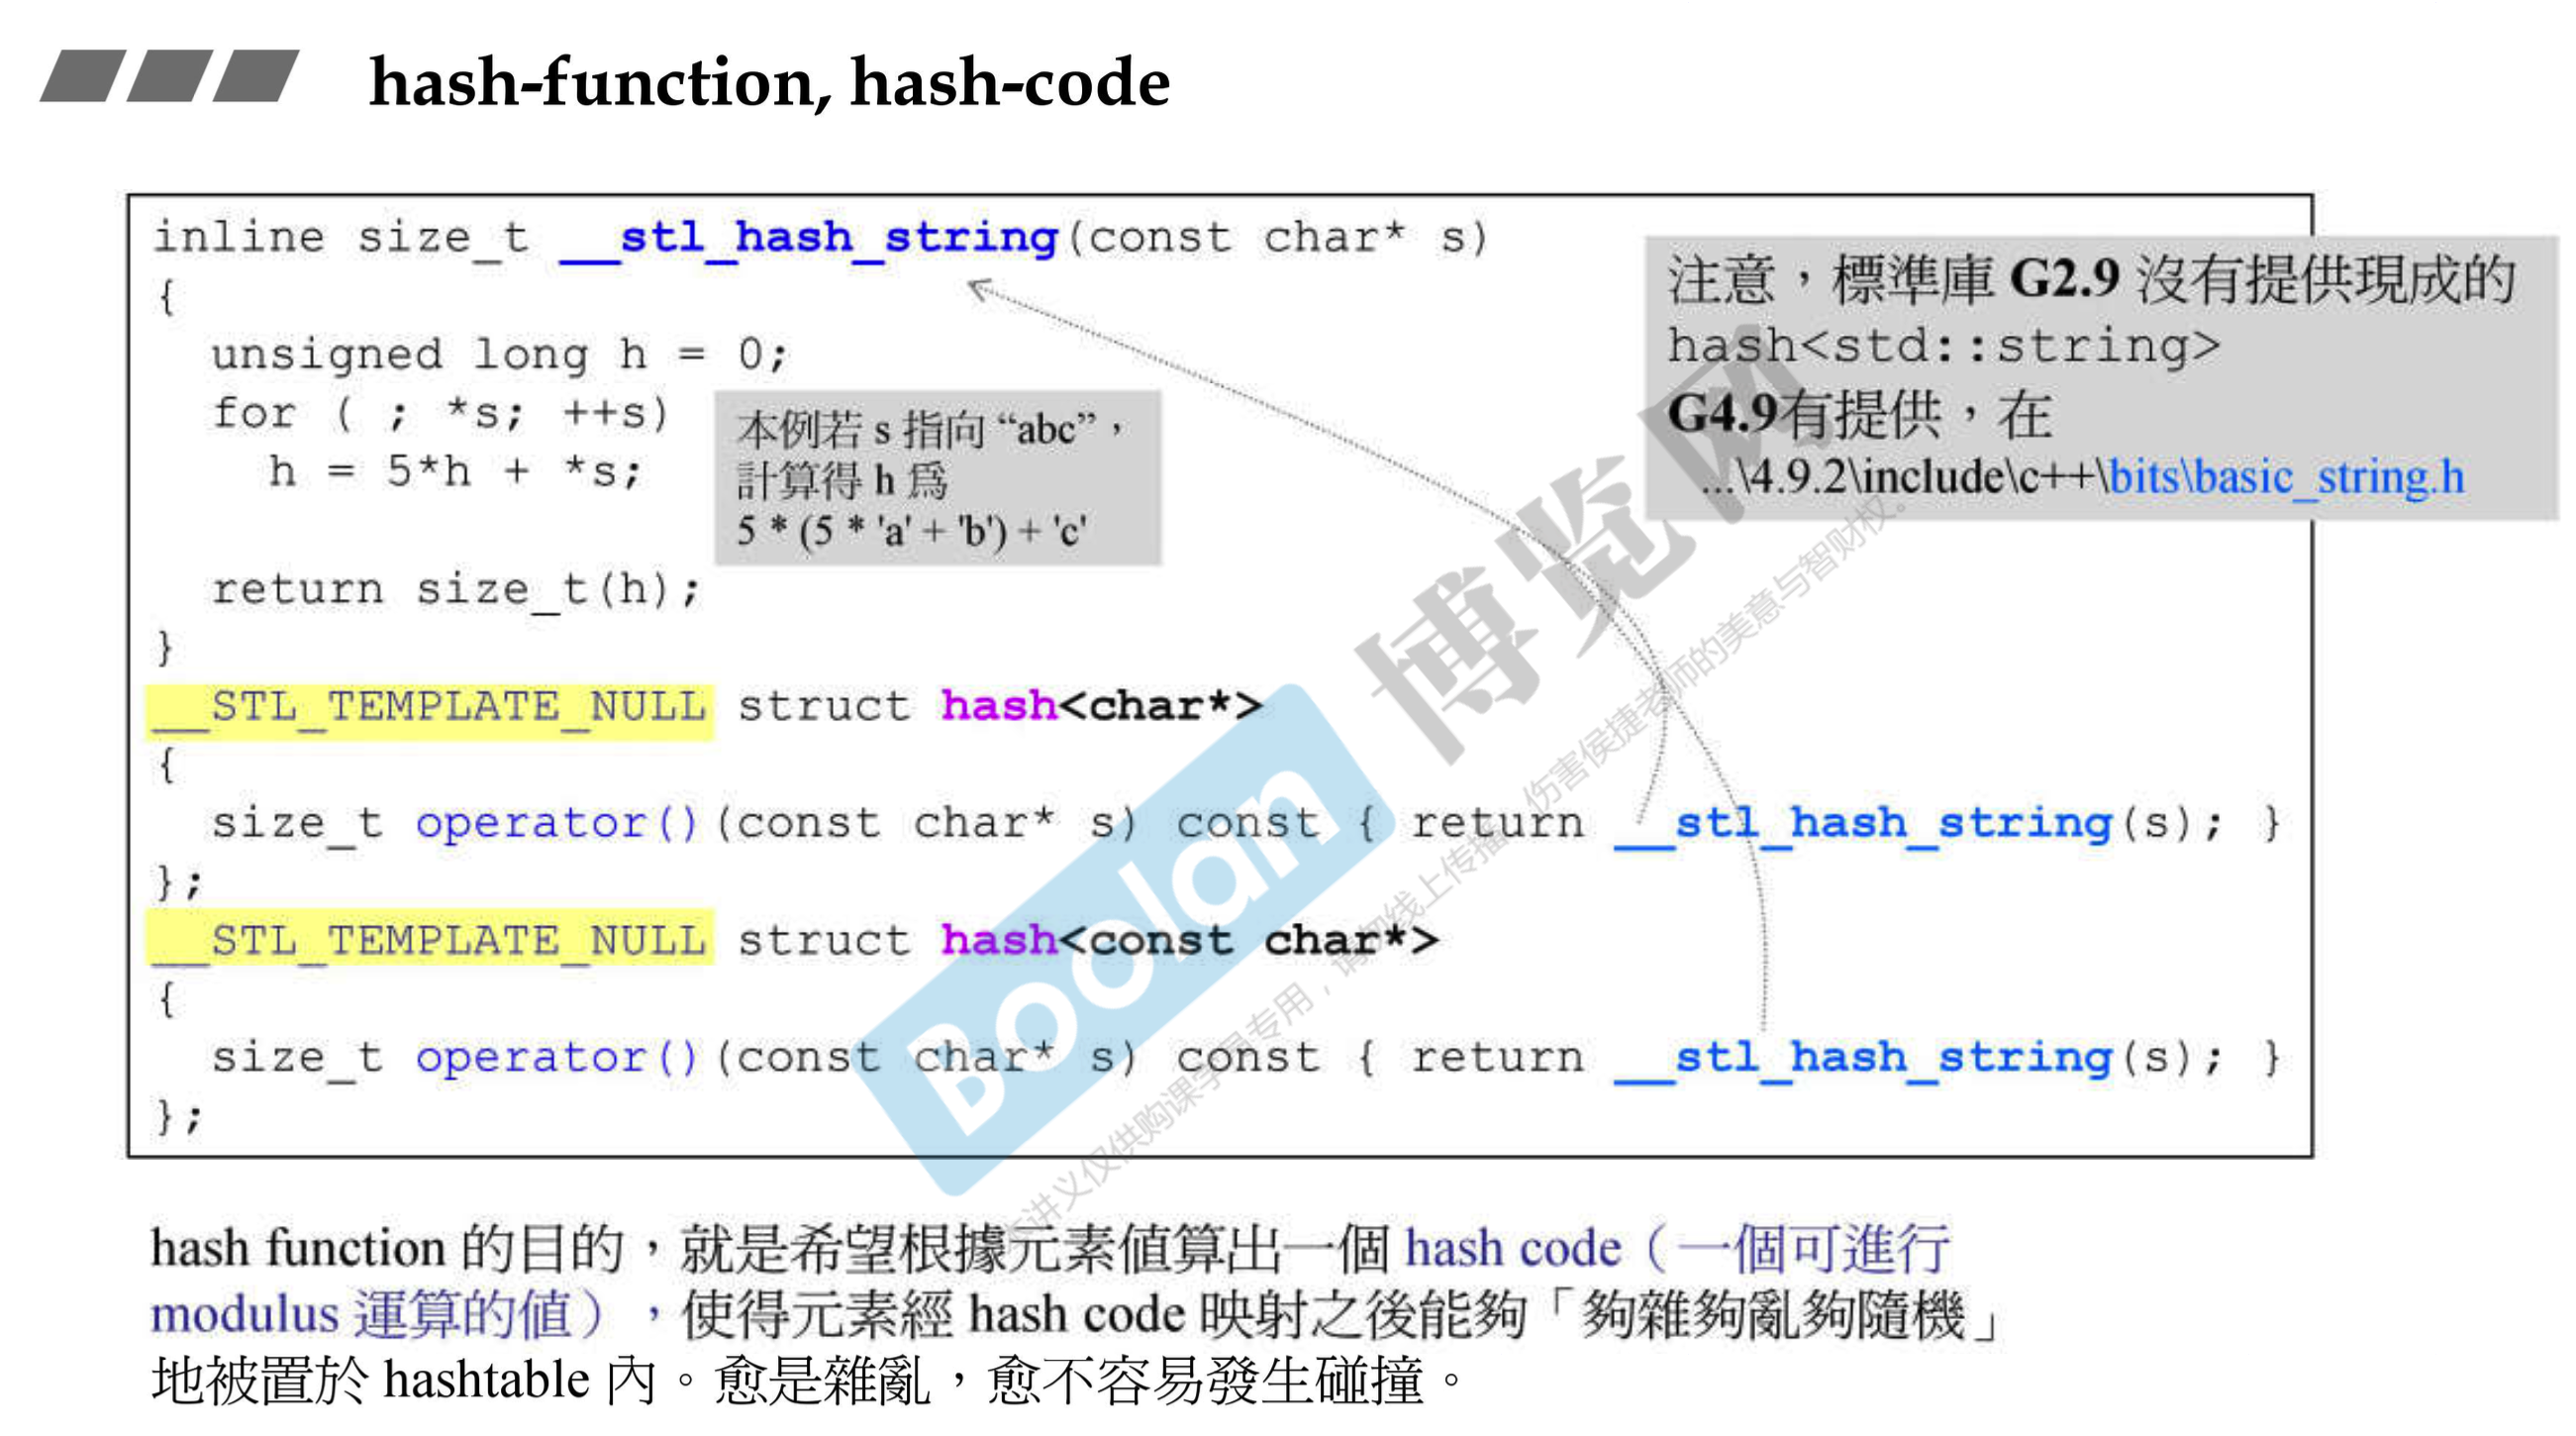 hash-function, hash-code
inline size_t __stl_hash_string(const char* s)
{
unsigned long h = 0;
for ( ; *s; ++s)
h = 5*h + *s;
return size_t(h);
}
本例若 s 指向 “abc”，
計算得 h 為
5 * (5 * 'a' + 'b') + 'c'
注意，標準庫 G2.9 沒有提供現成的
hash<std::string>
G4.9有提供，在
...\4.9.2\include\c++\bits\basic_string.h
__STL_TEMPLATE_NULL struct hash<char*>
{
size_t operator()(const char* s) const { return __stl_hash_string(s); }
};
__STL_TEMPLATE_NULL struct hash<const char*>
{
size_t operator()(const char* s) const { return __stl_hash_string(s); }
};
hash function 的目的，就是希望根據元素值算出一個 hash code（一個可進行
modulus 運算的值），使得元素經 hash code 映射之後能夠「夠雜夠亂夠隨機」
地被置於 hashtable 內。愈是雜亂，愈不容易發生碰撞。
Boolan 博览网
讲义仅供购课学员专用，请勿线上传播 伤害侯捷老师的美意与智财权。